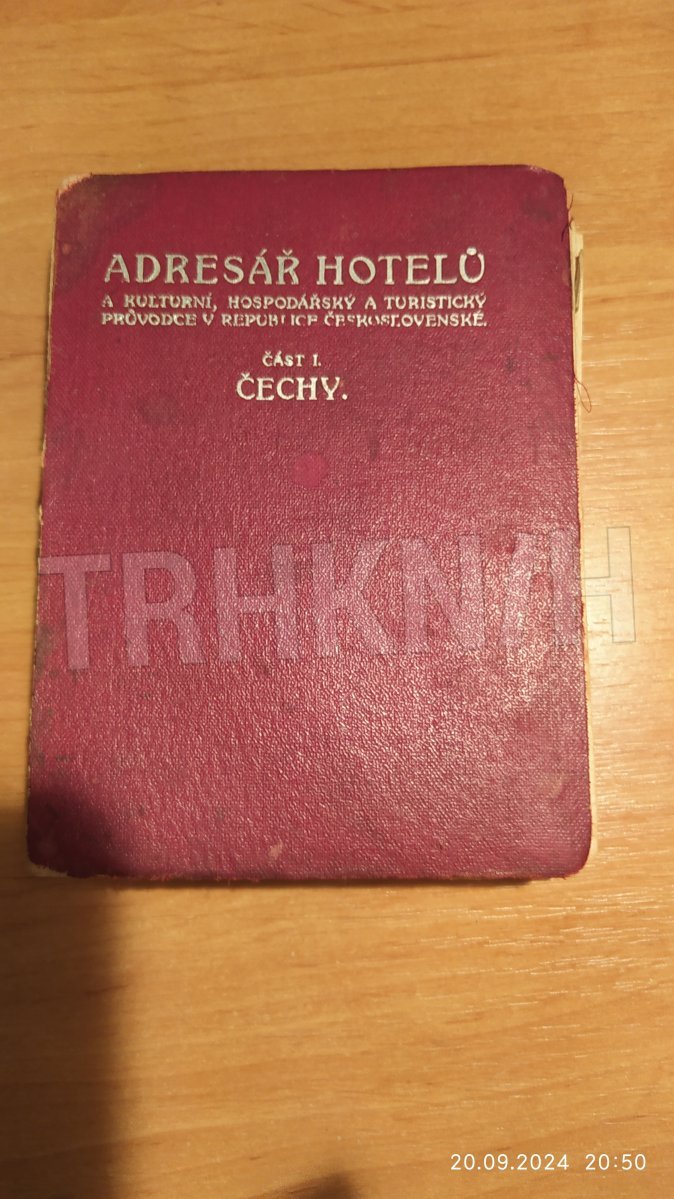 ADRESÁŘ HOTELŮ
A KULTURNÍ, HOSPODÁŘSKÝ A TURISTICKÝ
PRŮVODCE V REPUBLICE ČESKOSLOVENSKÉ.
ČÁST I.
ČECHY.
TRHKNIH
20.09.2024 20:50